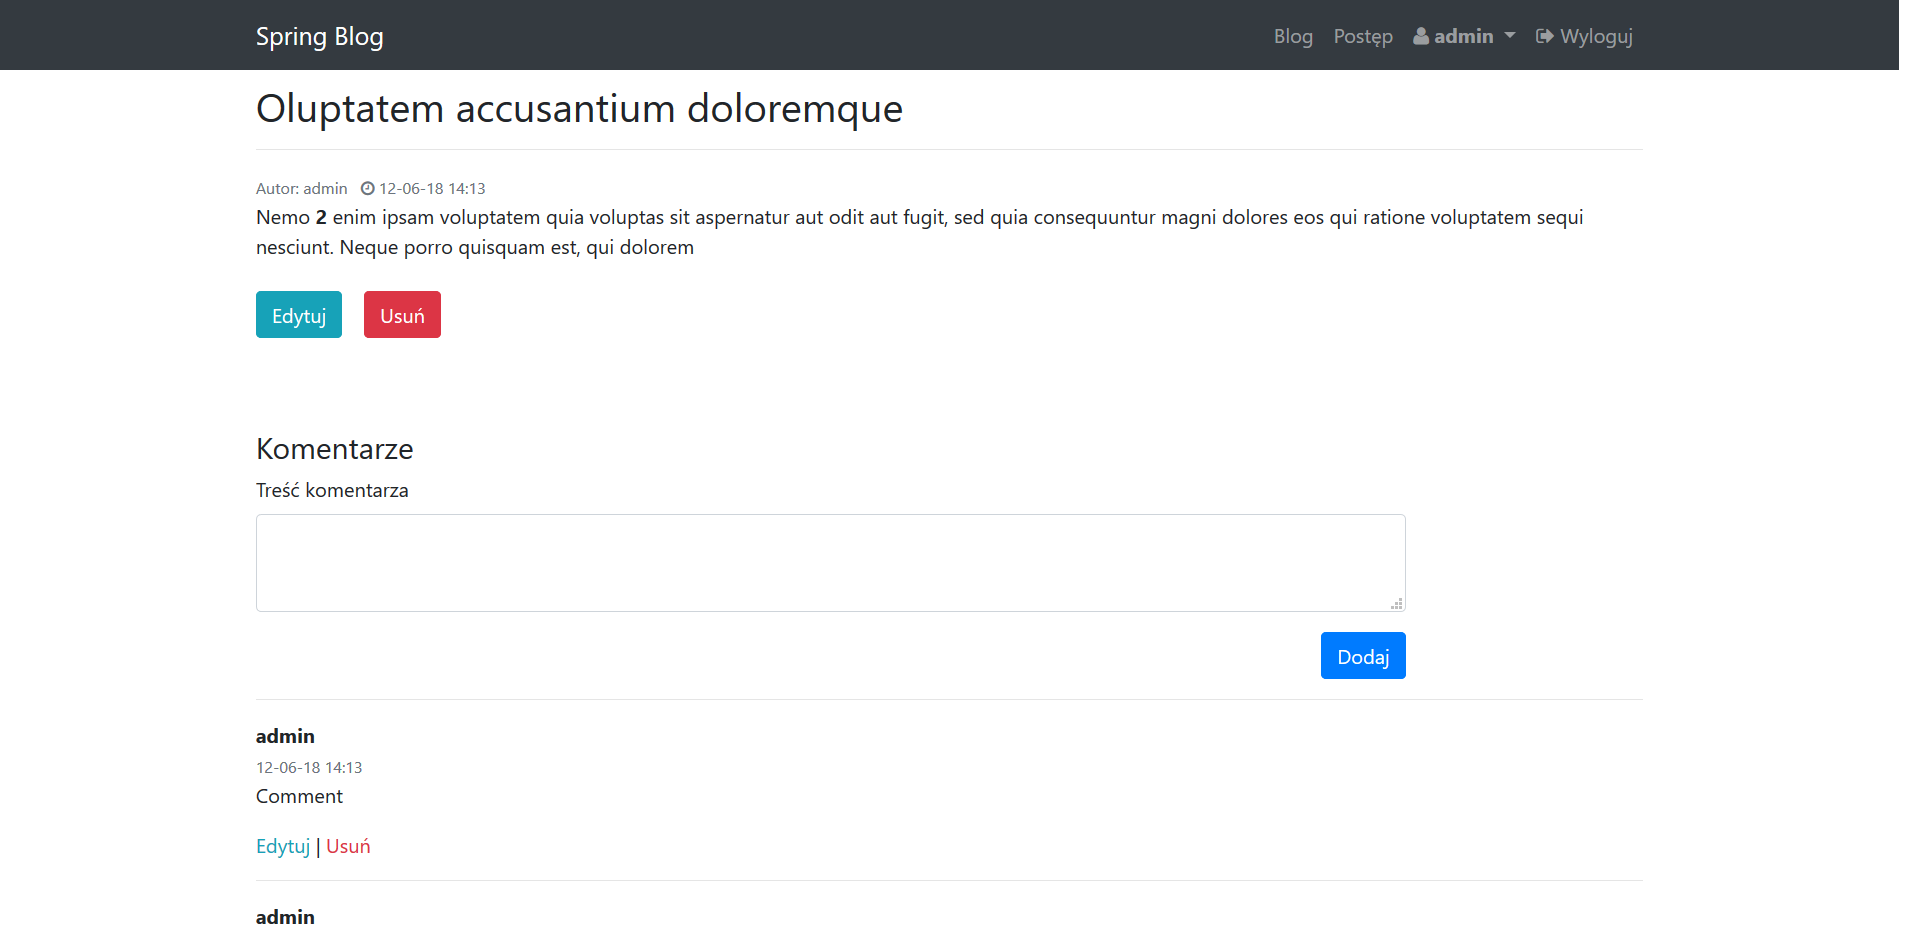 Spring Blog
Blog Postęp admin Wyloguj
Oluptatem accusantium doloremque
Autor: admin 12-06-18 14:13
Nemo 2 enim ipsam voluptatem quia voluptas sit aspernatur aut odit aut fugit, sed quia consequuntur magni dolores eos qui ratione voluptatem sequi
nesciunt. Neque porro quisquam est, qui dolorem
Edytuj Usuń
Komentarze
Treść komentarza
Dodaj
admin
12-06-18 14:13
Comment
Edytuj | Usuń
admin